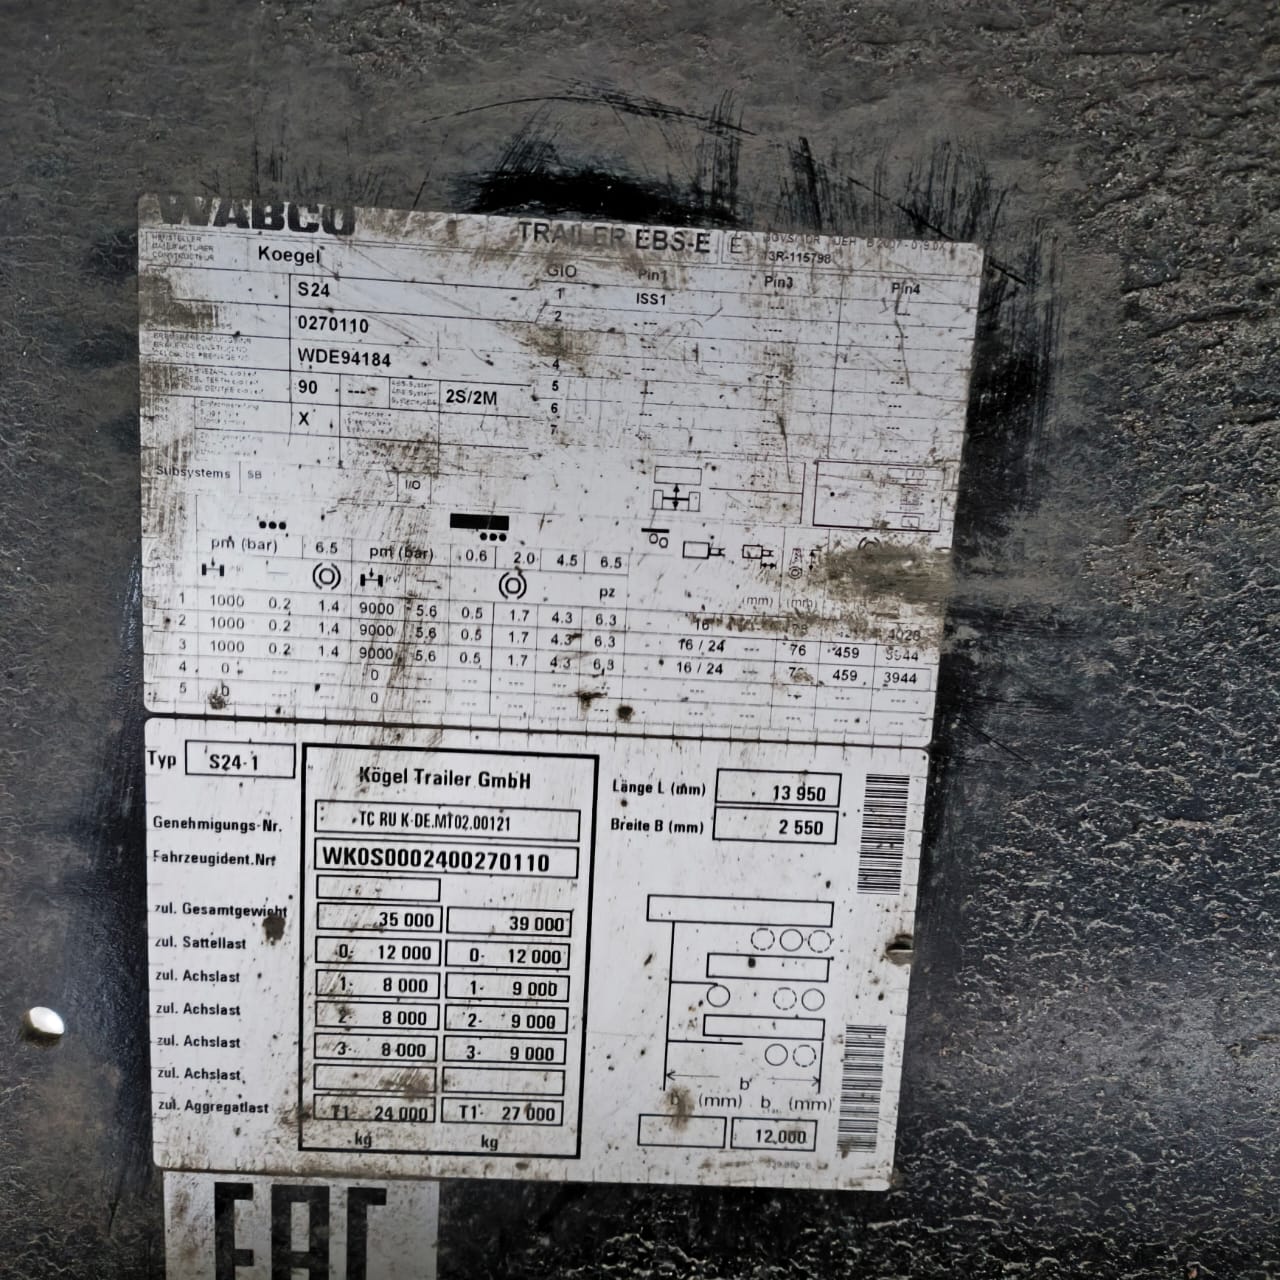 WABCO
TRAILER EBS-E E
13R-115798
Koegel
GIO Pin1 Pin3 Pin4
S24 1 ISS1 ---
2 --- ---
0270110
WDE94184 4 --- ---
90 --- 2S/2M 5 --- ---
X 6 --- ---
7 --- ---
Subsystems SB
I/O
pm (bar) 6.5 pm (bar) 0.6 2.0 4.5 6.5
pz (mm) (mm)
1 1000 0.2 1.4 9000 5.6 0.5 1.7 4.3 6.3 16 4028
2 1000 0.2 1.4 9000 5.6 0.5 1.7 4.3 6.3 16 / 24 --- 76 459 3944
3 1000 0.2 1.4 9000 5.6 0.5 1.7 4.3 6.3 16 / 24 --- 459 3944
4 0 --- --- 0 --- --- --- --- --- --- --- --- ---
5 --- --- 0 --- --- --- --- --- --- --- --- ---
Typ S24-1
Kögel Trailer GmbH
Länge L (mm) 13 950
Genehmigungs-Nr. TC RU K-DE.MT02.00121
Breite B (mm) 2 550
Fahrzeugident.Nr. WK0S0002400270110
zul. Gesamtgewicht 35 000 39 000
zul. Sattellast 0- 12 000 0- 12 000
zul. Achslast 1- 8 000 1- 9 000
zul. Achslast 2- 8 000 2- 9 000
zul. Achslast 3- 8 000 3- 9 000
zul. Achslast
zul. Aggregatlast T1- 24 000 T1- 27 000
kg kg
b
b (mm) b (mm)
12,000
EAC